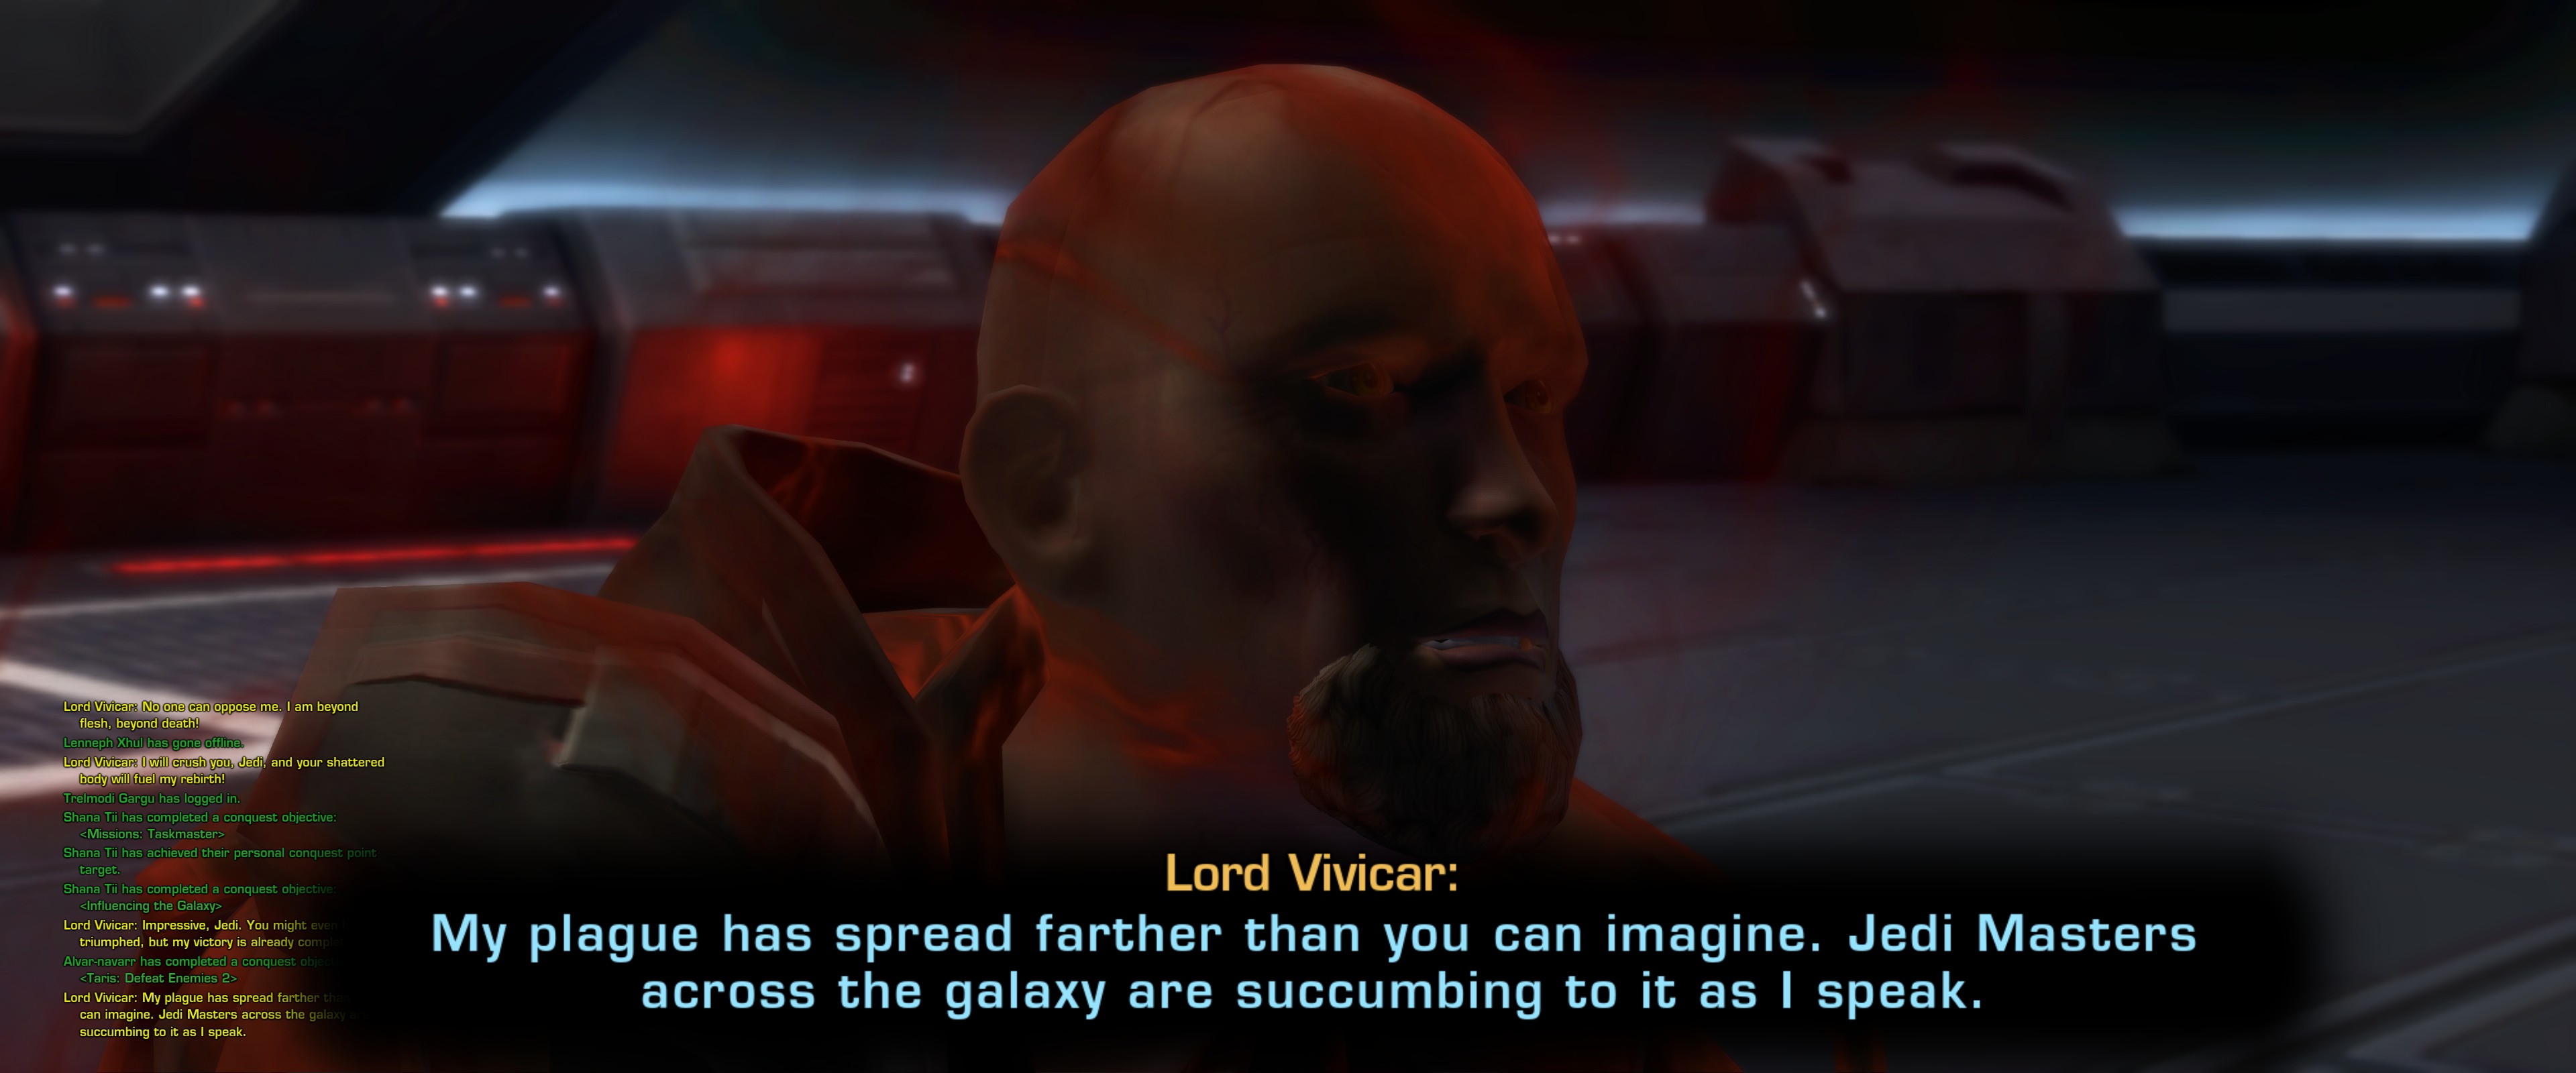 Lord Vivicar: No one can oppose me. I am beyond
flesh, beyond death!
Lenneph Xhul has gone offline.
Lord Vivicar: I will crush you, Jedi, and your shattered
body will fuel my rebirth!
Trelmodi Gargu has logged in.
Shana Tii has completed a conquest objective:
<Missions: Taskmaster>
Shana Tii has achieved their personal conquest point
target.
Shana Tii has completed a conquest objective:
<Influencing the Galaxy>
Lord Vivicar: Impressive, Jedi. You might even
triumphed, but my victory is already
Alvar-navarr has completed a conquest
<Taris: Defeat Enemies 2>
Lord Vivicar: My plague has spread farther
can imagine. Jedi Masters across the galaxy
succumbing to it as I speak.
Lord Vivicar:
My plague has spread farther than you can imagine. Jedi Masters
across the galaxy are succumbing to it as I speak.